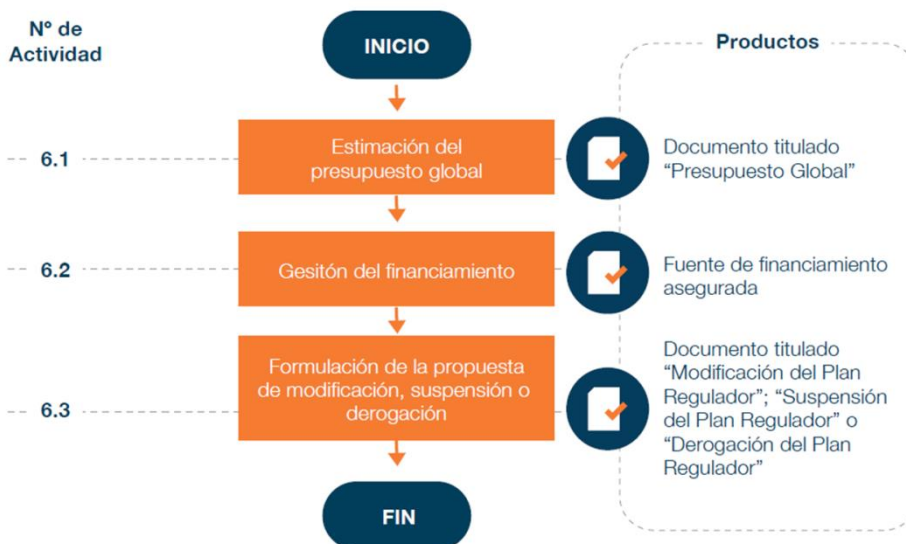 N° de
Actividad
INICIO
Productos
6.1
Estimación del
presupuesto global
Documento titulado
“Presupuesto Global”
6.2
Gesitón del financiamiento
Fuente de financiamiento
asegurada
6.3
Formulación de la propuesta
de modificación, suspensión o
derogación
Documento titulado
“Modificación del Plan
Regulador”; “Suspensión
del Plan Regulador” o
“Derogación del Plan
Regulador”
FIN